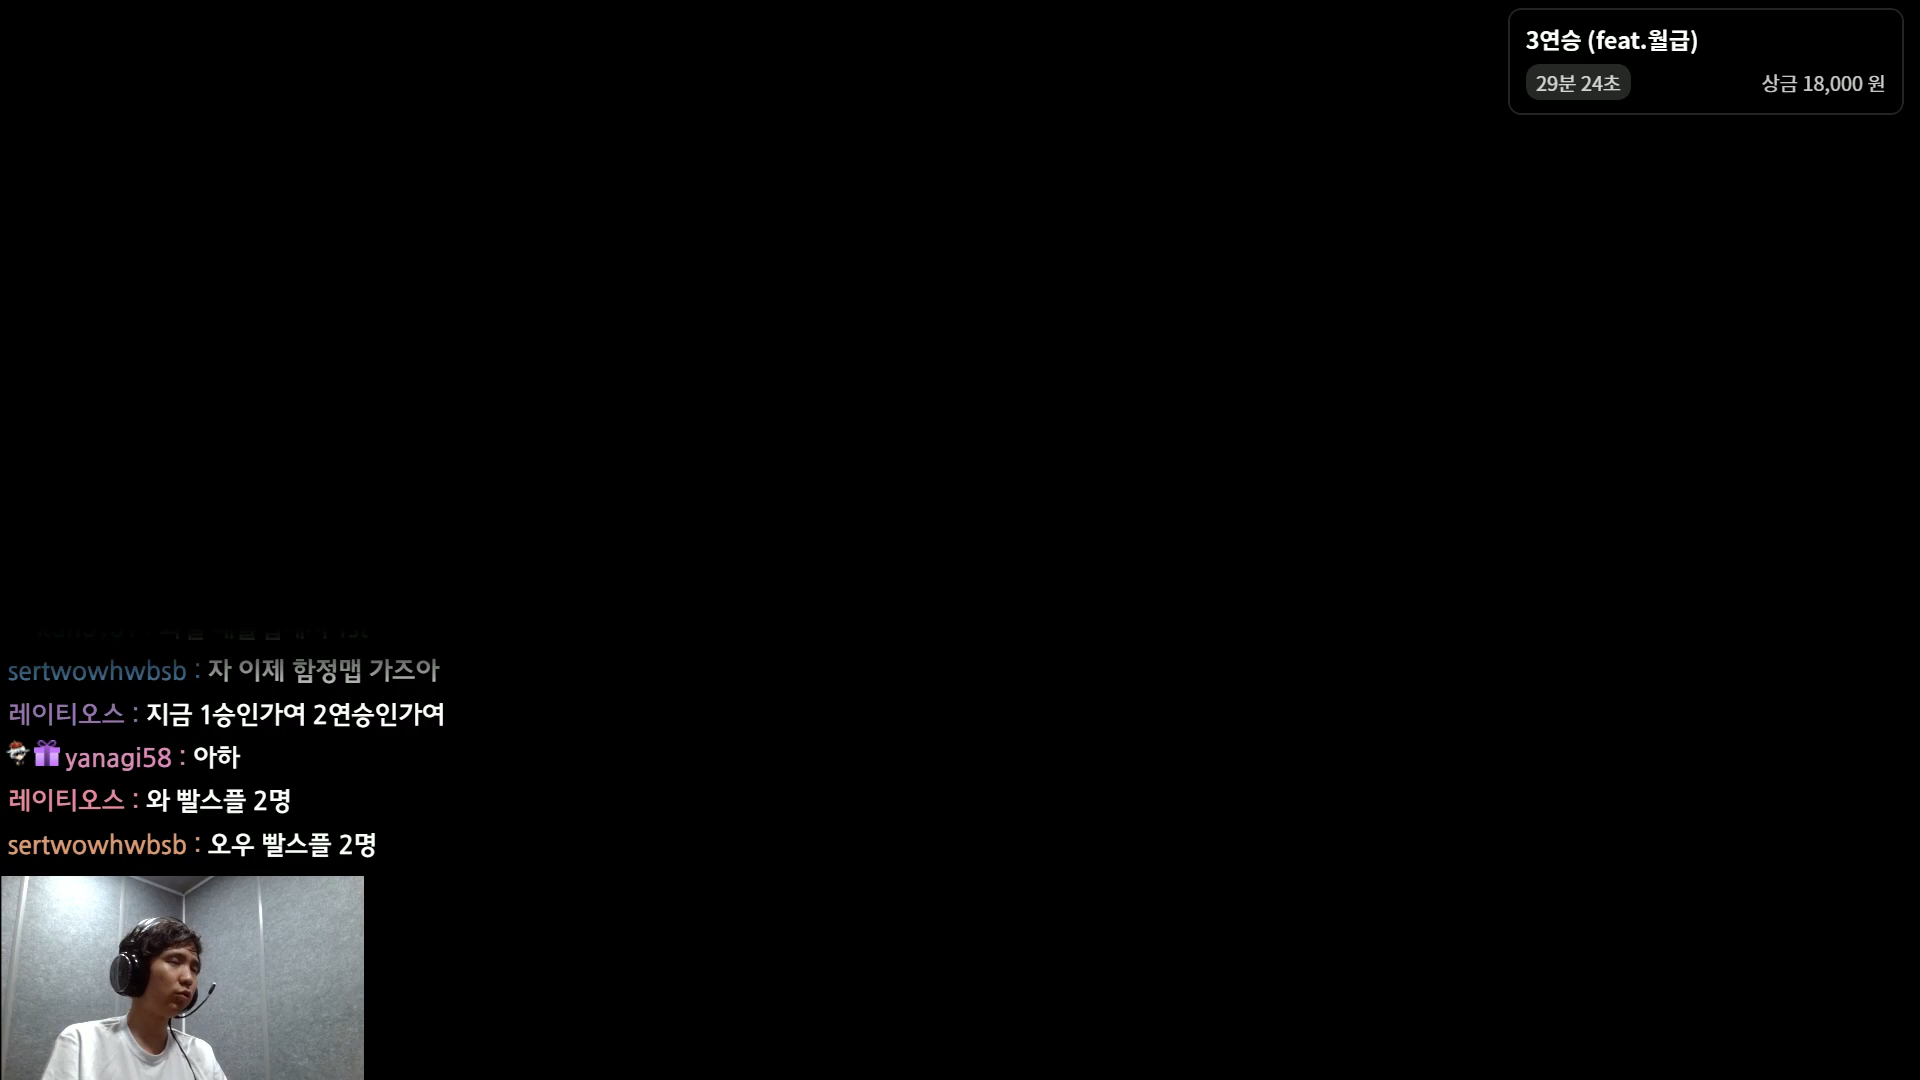 3연승 (feat.월급)
29분 24초
상금 18,000 원
sertwowhwbsb : 자 이제 함정맵 가즈아
레이티오스 : 지금 1승인가여 2연승인가여
yanagi58 : 아하
레이티오스 : 와 빨스플 2명
sertwowhwbsb : 오우 빨스플 2명